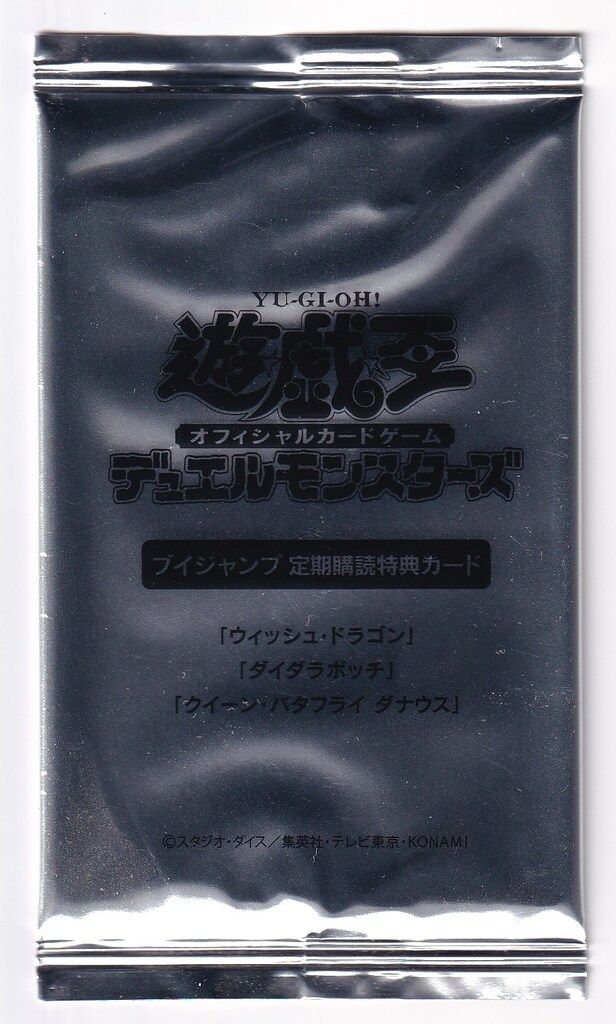 YU-GI-OH!
遊戯王
オフィシャルカードゲーム
デュエルモンスターズ
ブイジャンプ 定期購読特典カード
「ウィッシュ・ドラゴン」
「ダイダラボッチ」
「クイーン・バタフライ ダナウス」
©スタジオ・ダイス／集英社・テレビ東京・KONAMI